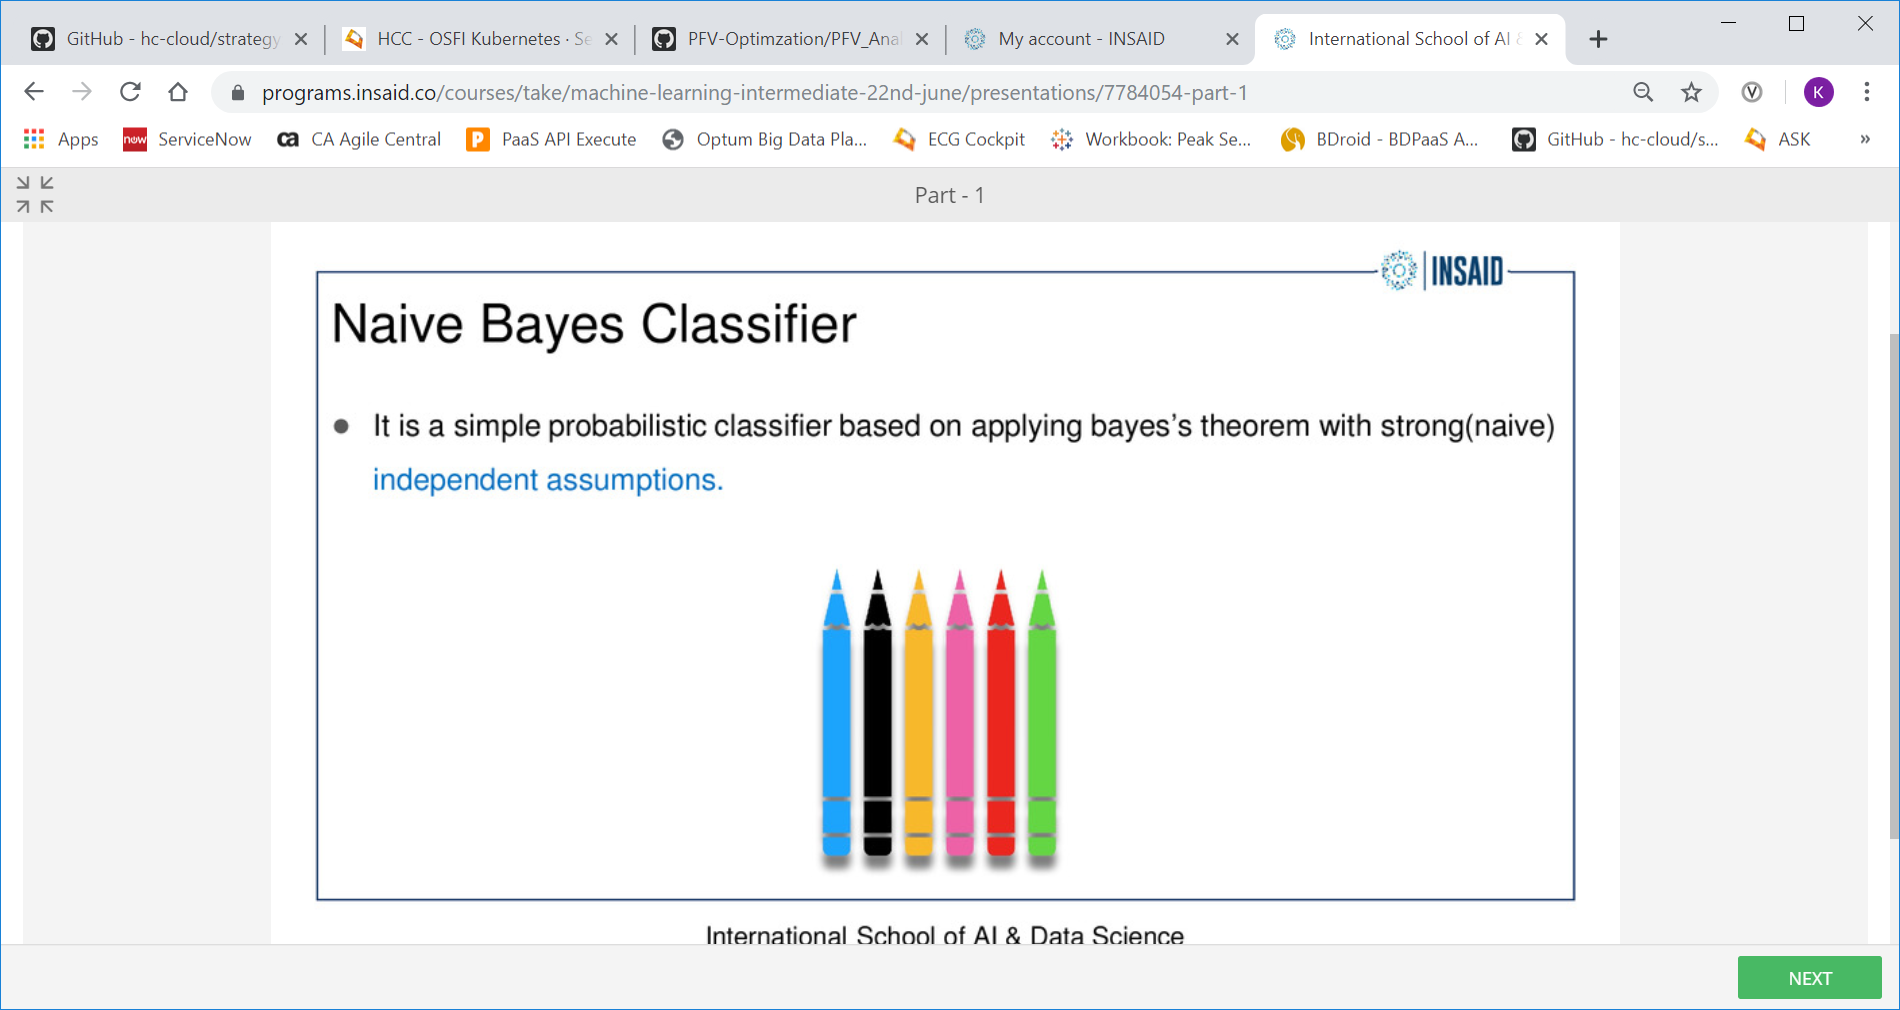 GitHub - hc-cloud/strategy
HCC - OSFI Kubernetes · Se
PFV-Optimzation/PFV_Anal
My account - INSAID
International School of AI &
programs.insaid.co/courses/take/machine-learning-intermediate-22nd-june/presentations/7784054-part-1
K
Apps
now
ServiceNow
ca
CA Agile Central
P
PaaS API Execute
Optum Big Data Pla...
ECG Cockpit
Workbook: Peak Se...
BDroid - BDPaaS A...
GitHub - hc-cloud/s...
ASK
»
Part - 1
INSAID
Naive Bayes Classifier
● It is a simple probabilistic classifier based on applying bayes's theorem with strong(naive)
independent assumptions.
International School of AI & Data Science
NEXT